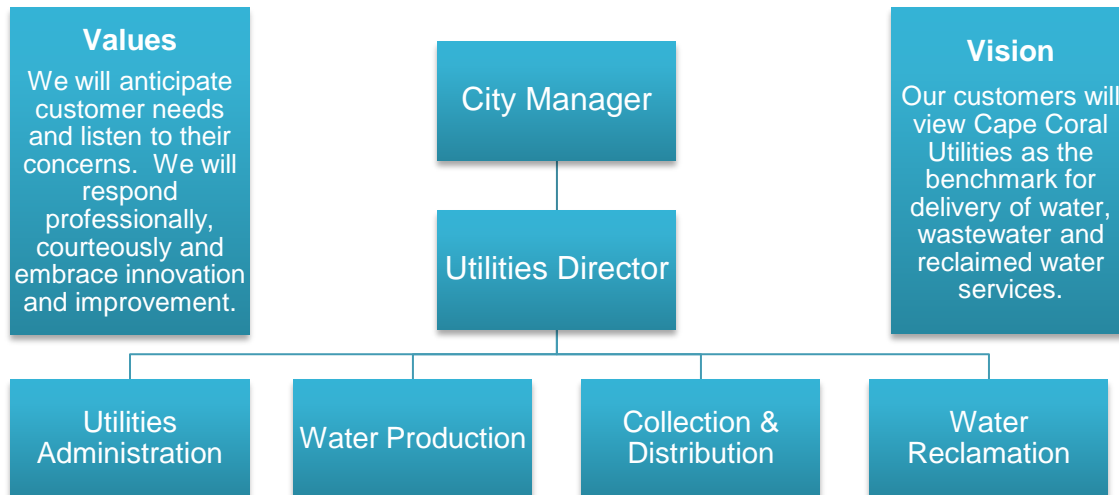 Values
We will anticipate
customer needs
and listen to their
concerns.  We will
respond
professionally,
courteously and
embrace innovation
and improvement.
City Manager
Vision
Our customers will
view Cape Coral
Utilities as the
benchmark for
delivery of water,
wastewater and
reclaimed water
services.
Utilities Director
Utilities
Administration
Water Production
Collection &
Distribution
Water
Reclamation